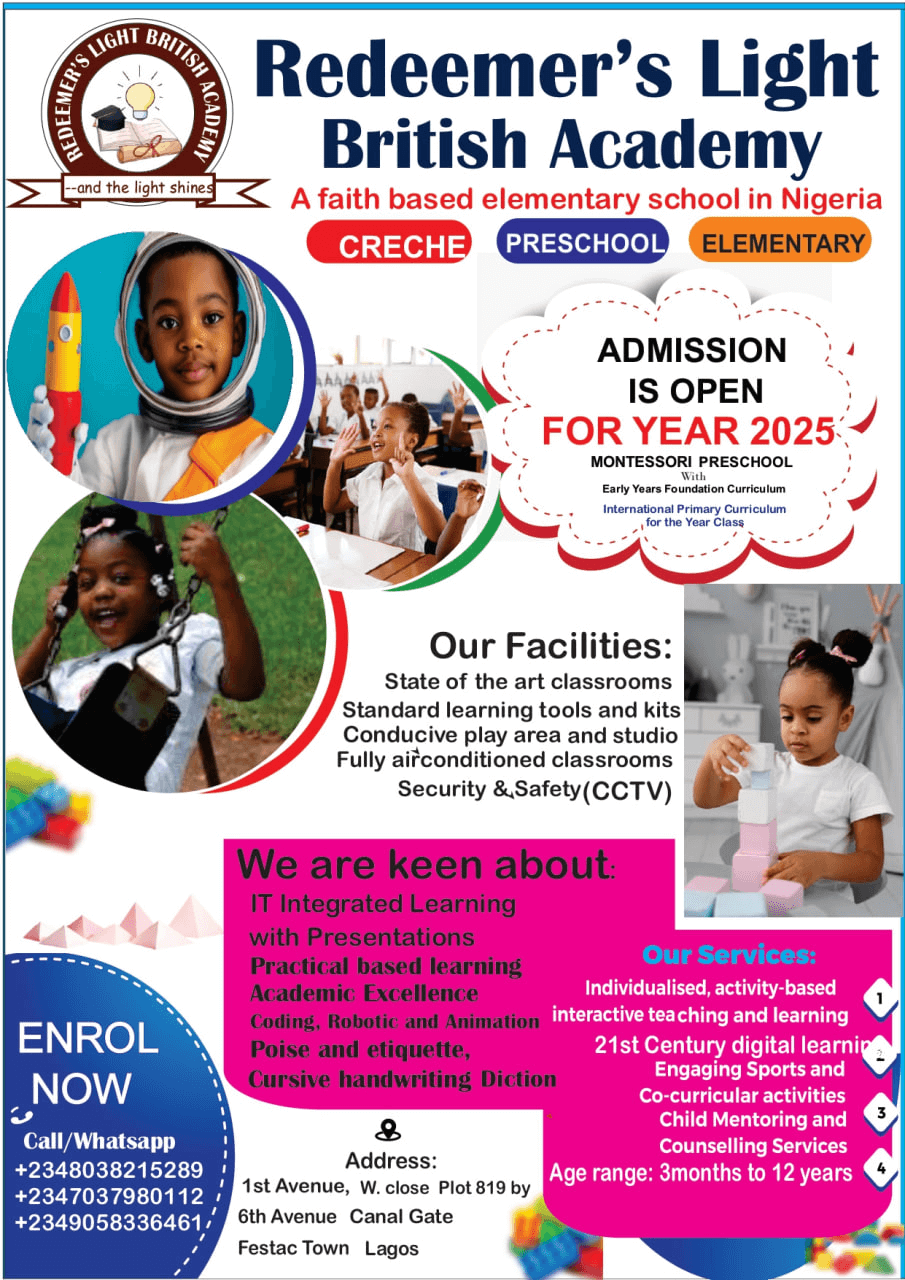 REDEEMER'S LIGHT BRITISH ACADEMY
--and the light shines
Redeemer's Light
British Academy
A faith based elementary school in Nigeria
CRECHE
PRESCHOOL
ELEMENTARY
ADMISSION
IS OPEN
FOR YEAR 2025
MONTESSORI PRESCHOOL
With
Early Years Foundation Curriculum
International Primary Curriculum
for the Year Class
Our Facilities:
State of the art classrooms
Standard learning tools and kits
Conducive play area and studio
Fully airconditioned classrooms
Security & Safety(CCTV)
We are keen about:
IT Integrated Learning
with Presentations
Practical based learning
Academic Excellence
Coding, Robotic and Animation
Poise and etiquette,
Cursive handwriting Diction
Our Services:
Individualised, activity-based
interactive teaching and learning
1
21st Century digital learnin
2
Engaging Sports and
Co-curricular activities
3
Child Mentoring and
Counselling Services
Age range: 3months to 12 years
4
ENROL
NOW
Call/Whatsapp
+2348038215289
+2347037980112
+2349058336461
Address:
1st Avenue, W. close Plot 819 by
6th Avenue Canal Gate
Festac Town Lagos